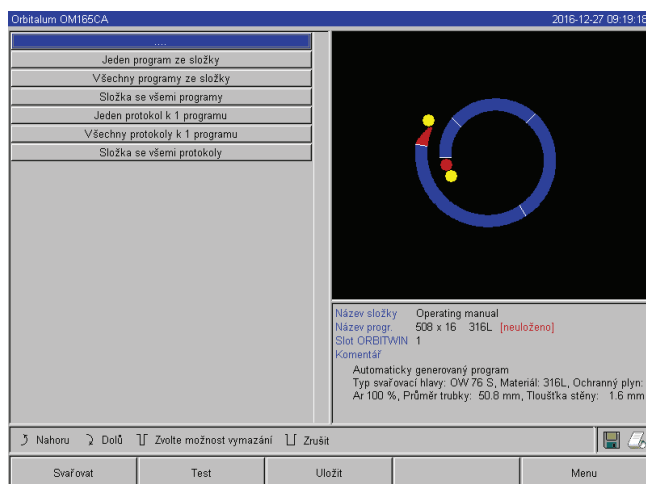 Orbitalum OM165CA 2016-12-27 09:19:18
....
Jeden program ze složky
Všechny programy ze složky
Složka se všemi programy
Jeden protokol k 1 programu
Všechny protokoly k 1 programu
Složka se všemi protokoly
Název složky Operating manual
Název progr. 508 x 16 316L [neuloženo]
Slot ORBITWIN 1
Komentář
Automaticky generovaný program
Typ svařovací hlavy: OW 76 S, Materiál: 316L, Ochranný plyn:
Ar 100 %, Průměr trubky: 50.8 mm, Tloušťka stěny: 1.6 mm
Nahoru Dolů Zvolte možnost vymazání Zrušit
Svařovat Test Uložit Menu